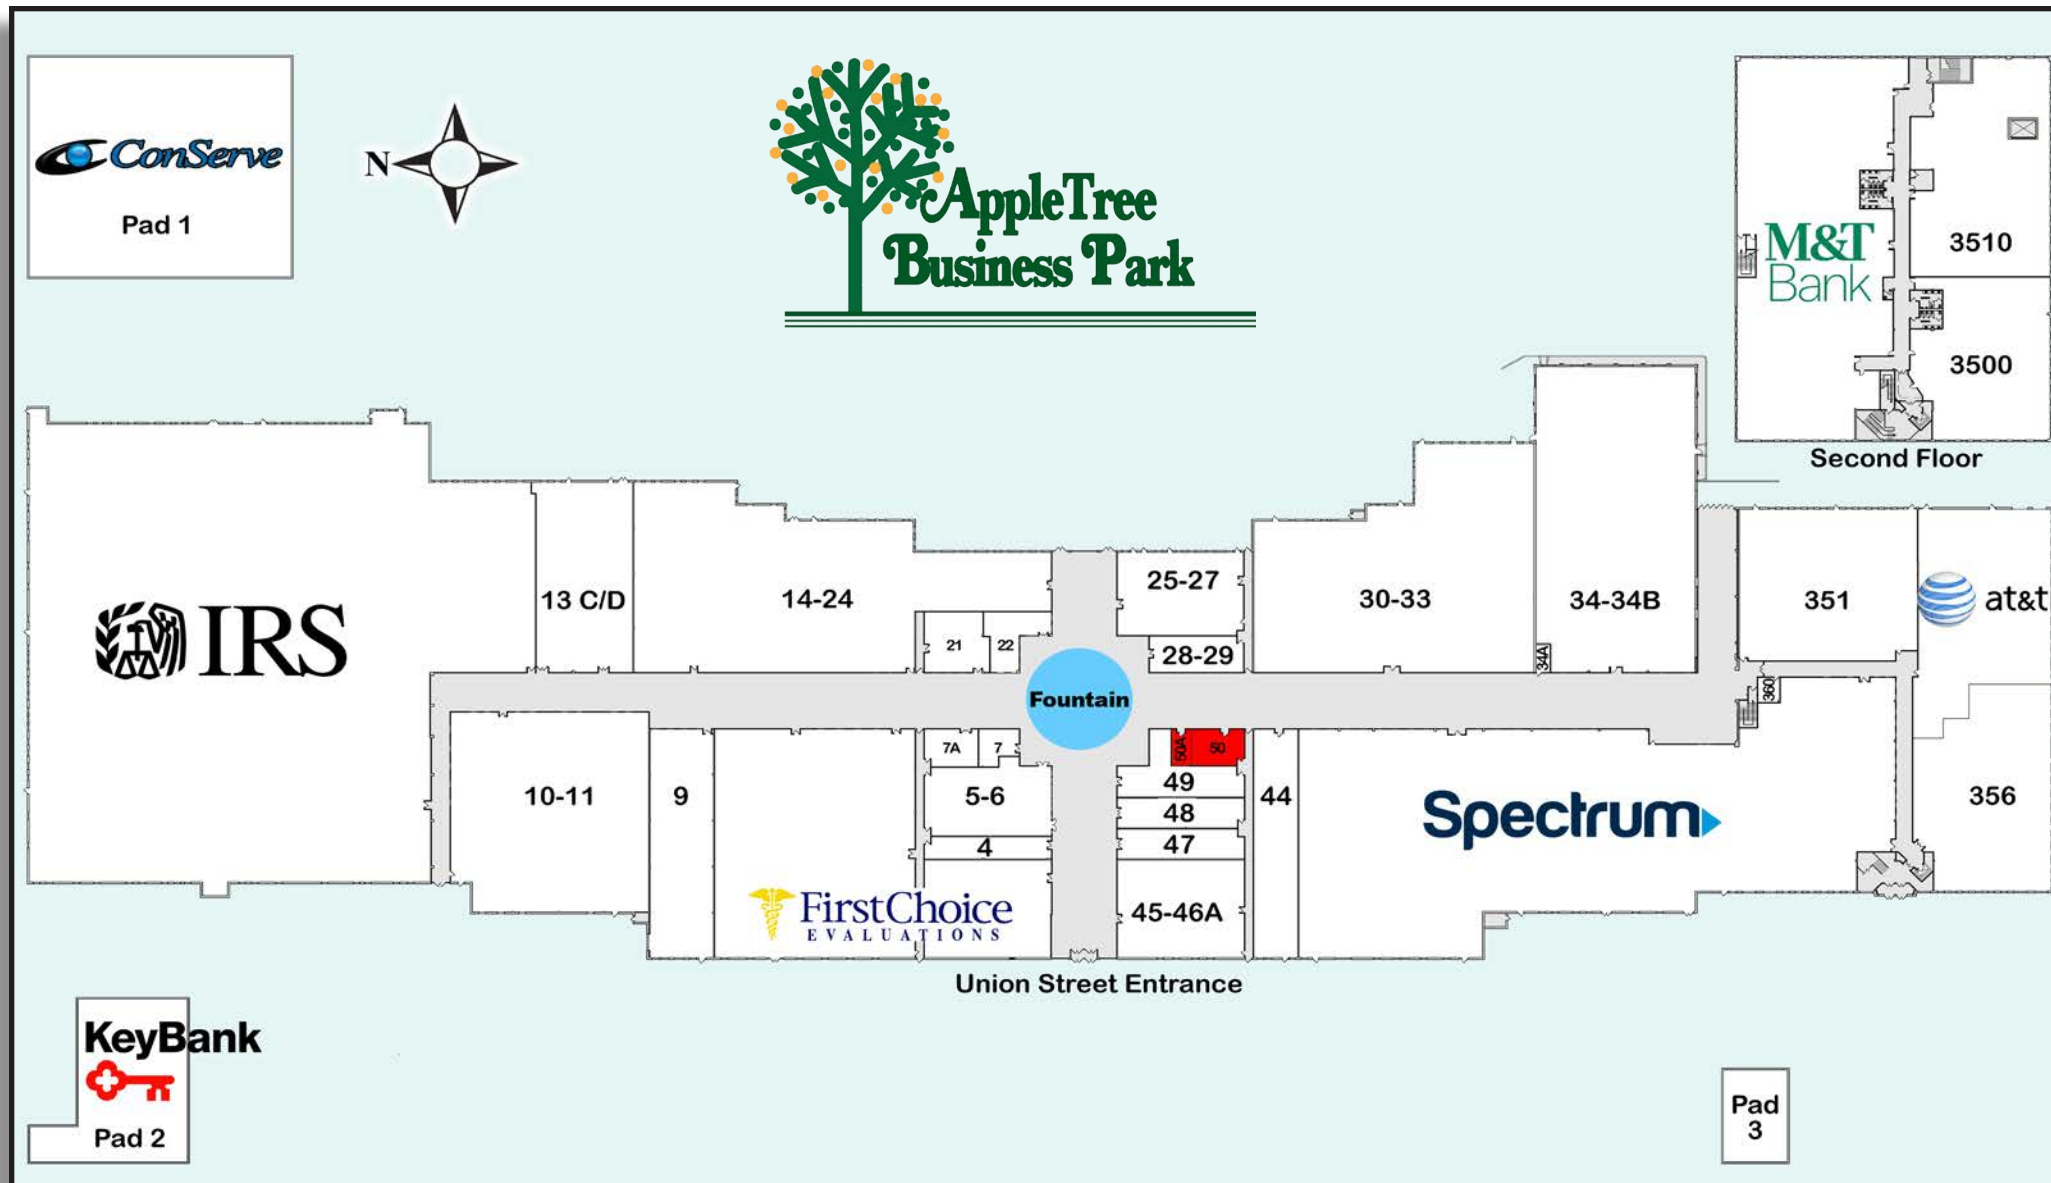 ConServe
Pad 1
N
AppleTree
Business Park
M&T
Bank
3510
3500
Second Floor
IRS
13 C/D
14-24
21
22
25-27
28-29
30-33
34-34B
34A
351
at&t
Fountain
360
10-11
9
7A
7
5-6
4
50A
50
49
48
47
45-46A
44
Spectrum
356
FirstChoice
EVALUATIONS
Union Street Entrance
KeyBank
Pad 2
Pad
3